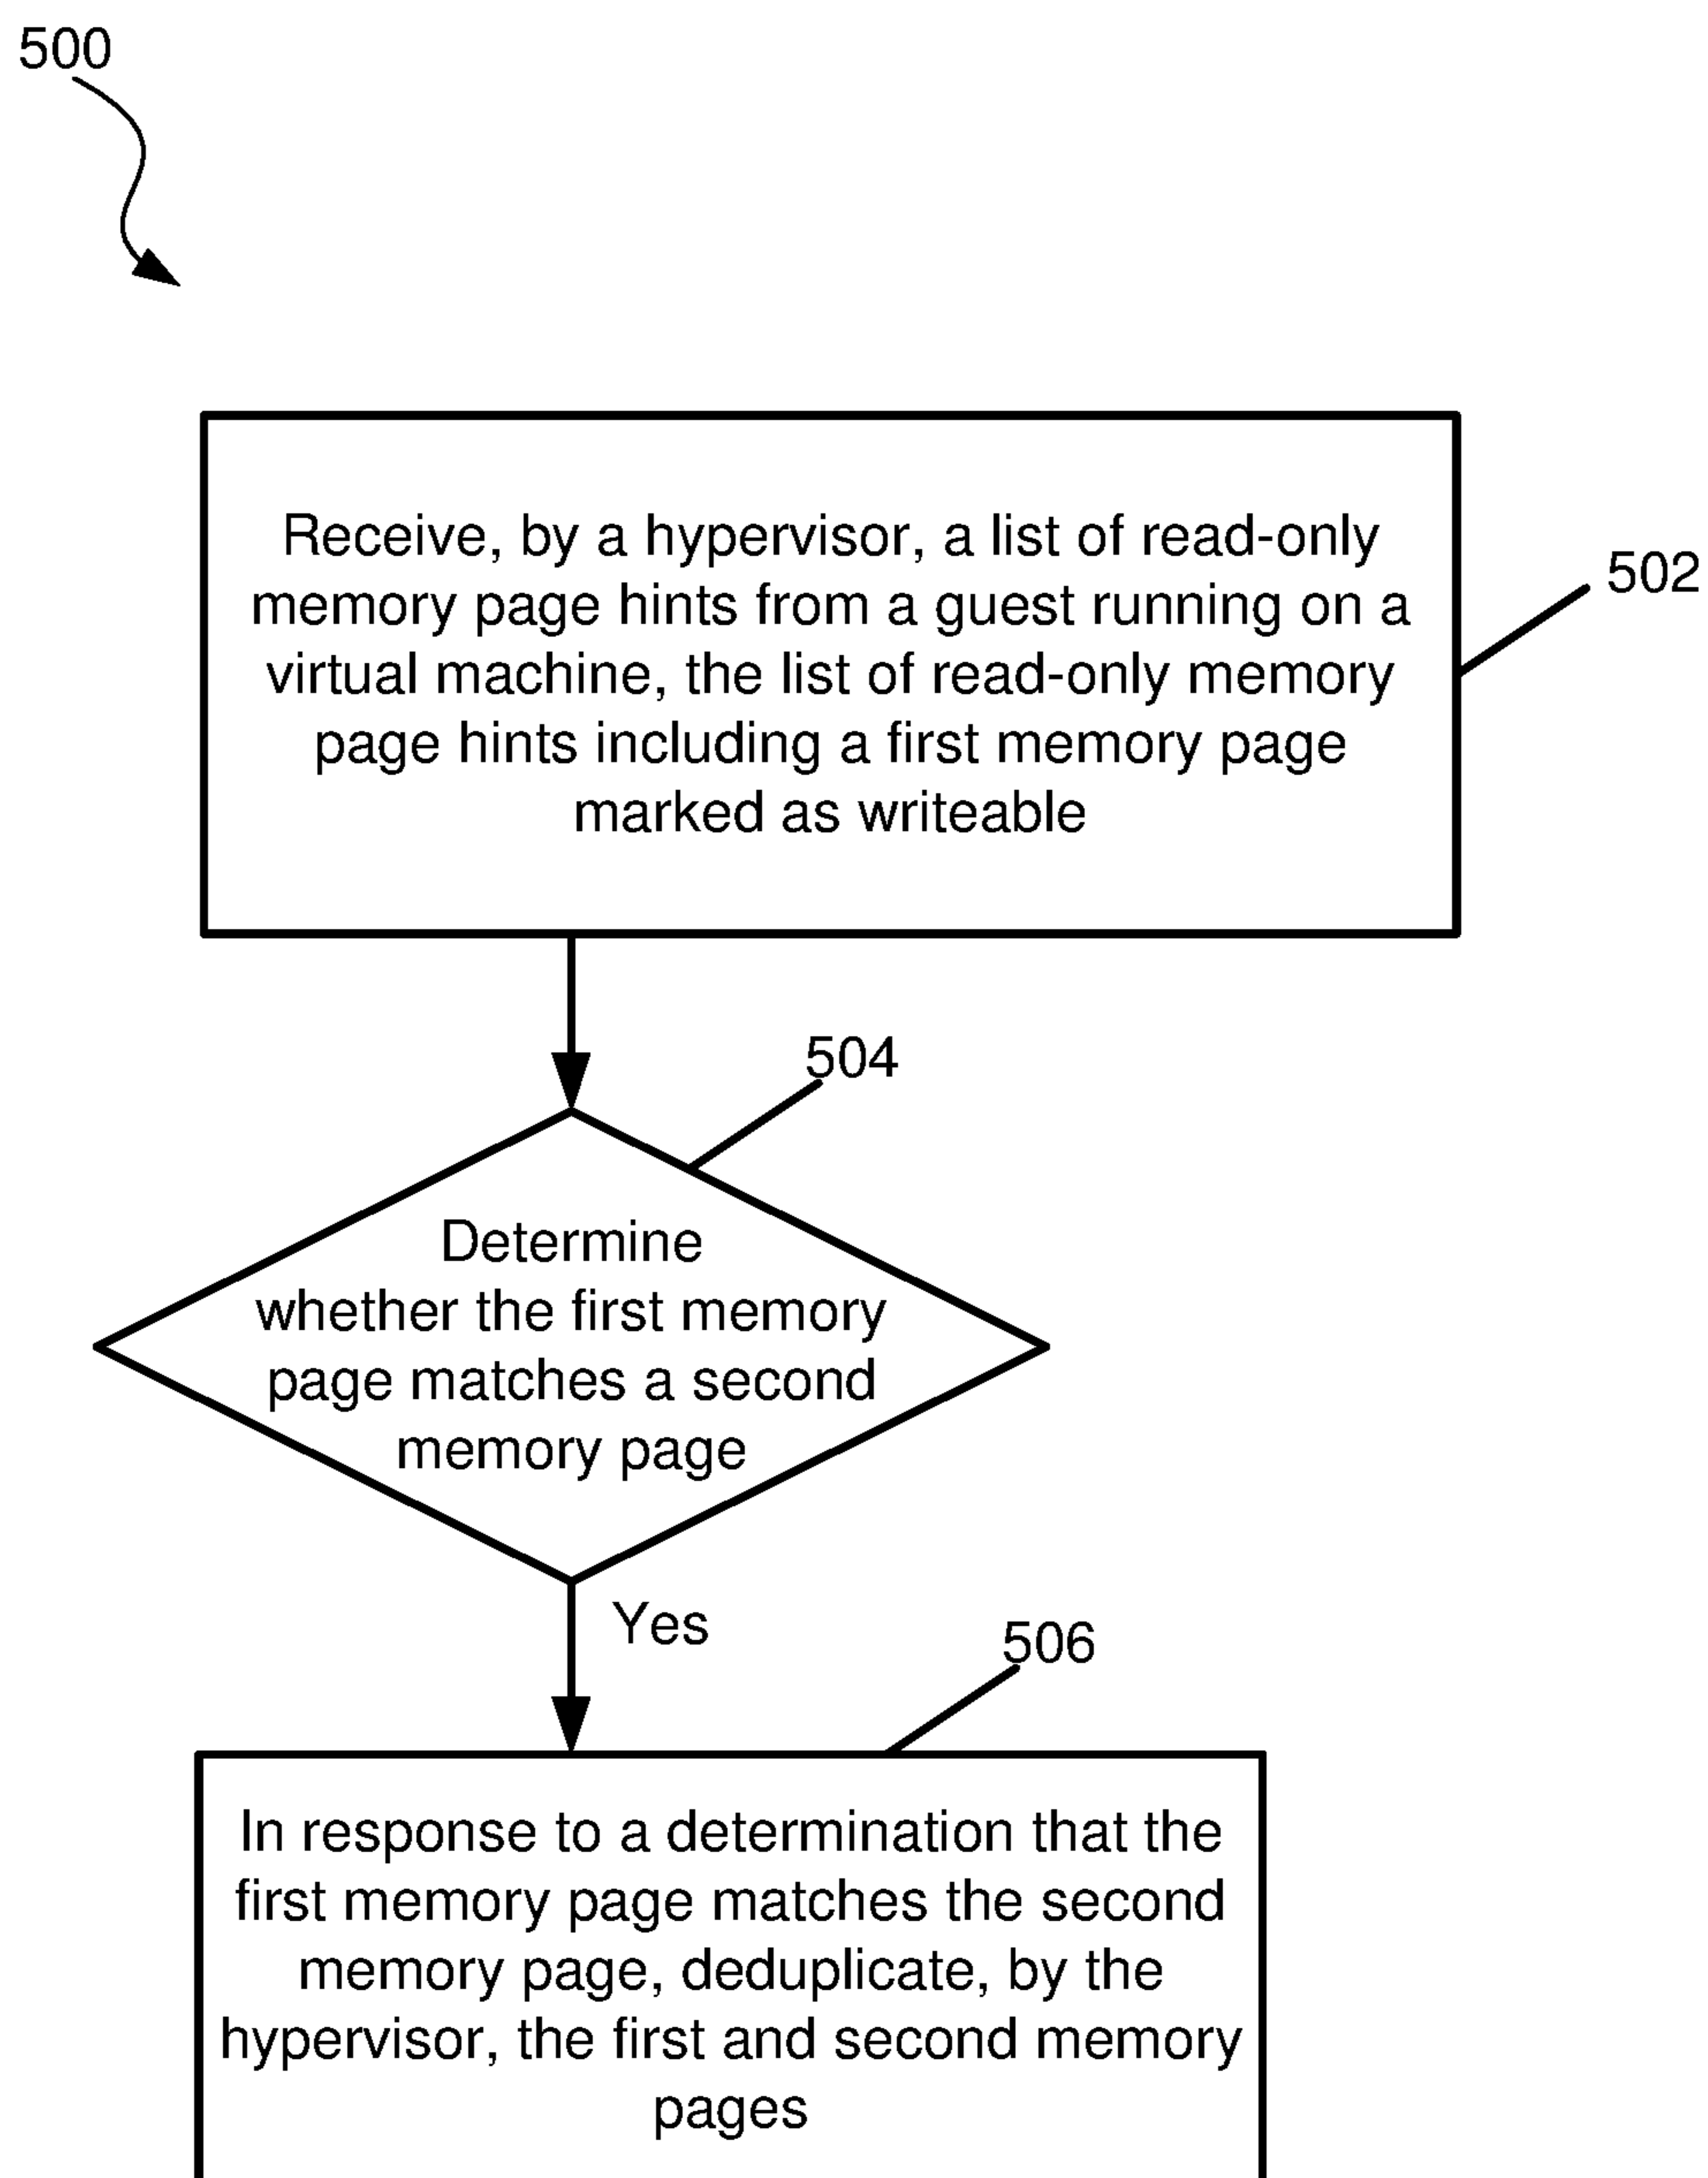 500
Receive, by a hypervisor, a list of read-only
memory page hints from a guest running on a
virtual machine, the list of read-only memory
page hints including a first memory page
marked as writeable
502
504
Determine
whether the first memory
page matches a second
memory page
Yes
506
In response to a determination that the
first memory page matches the second
memory page, deduplicate, by the
hypervisor, the first and second memory
pages